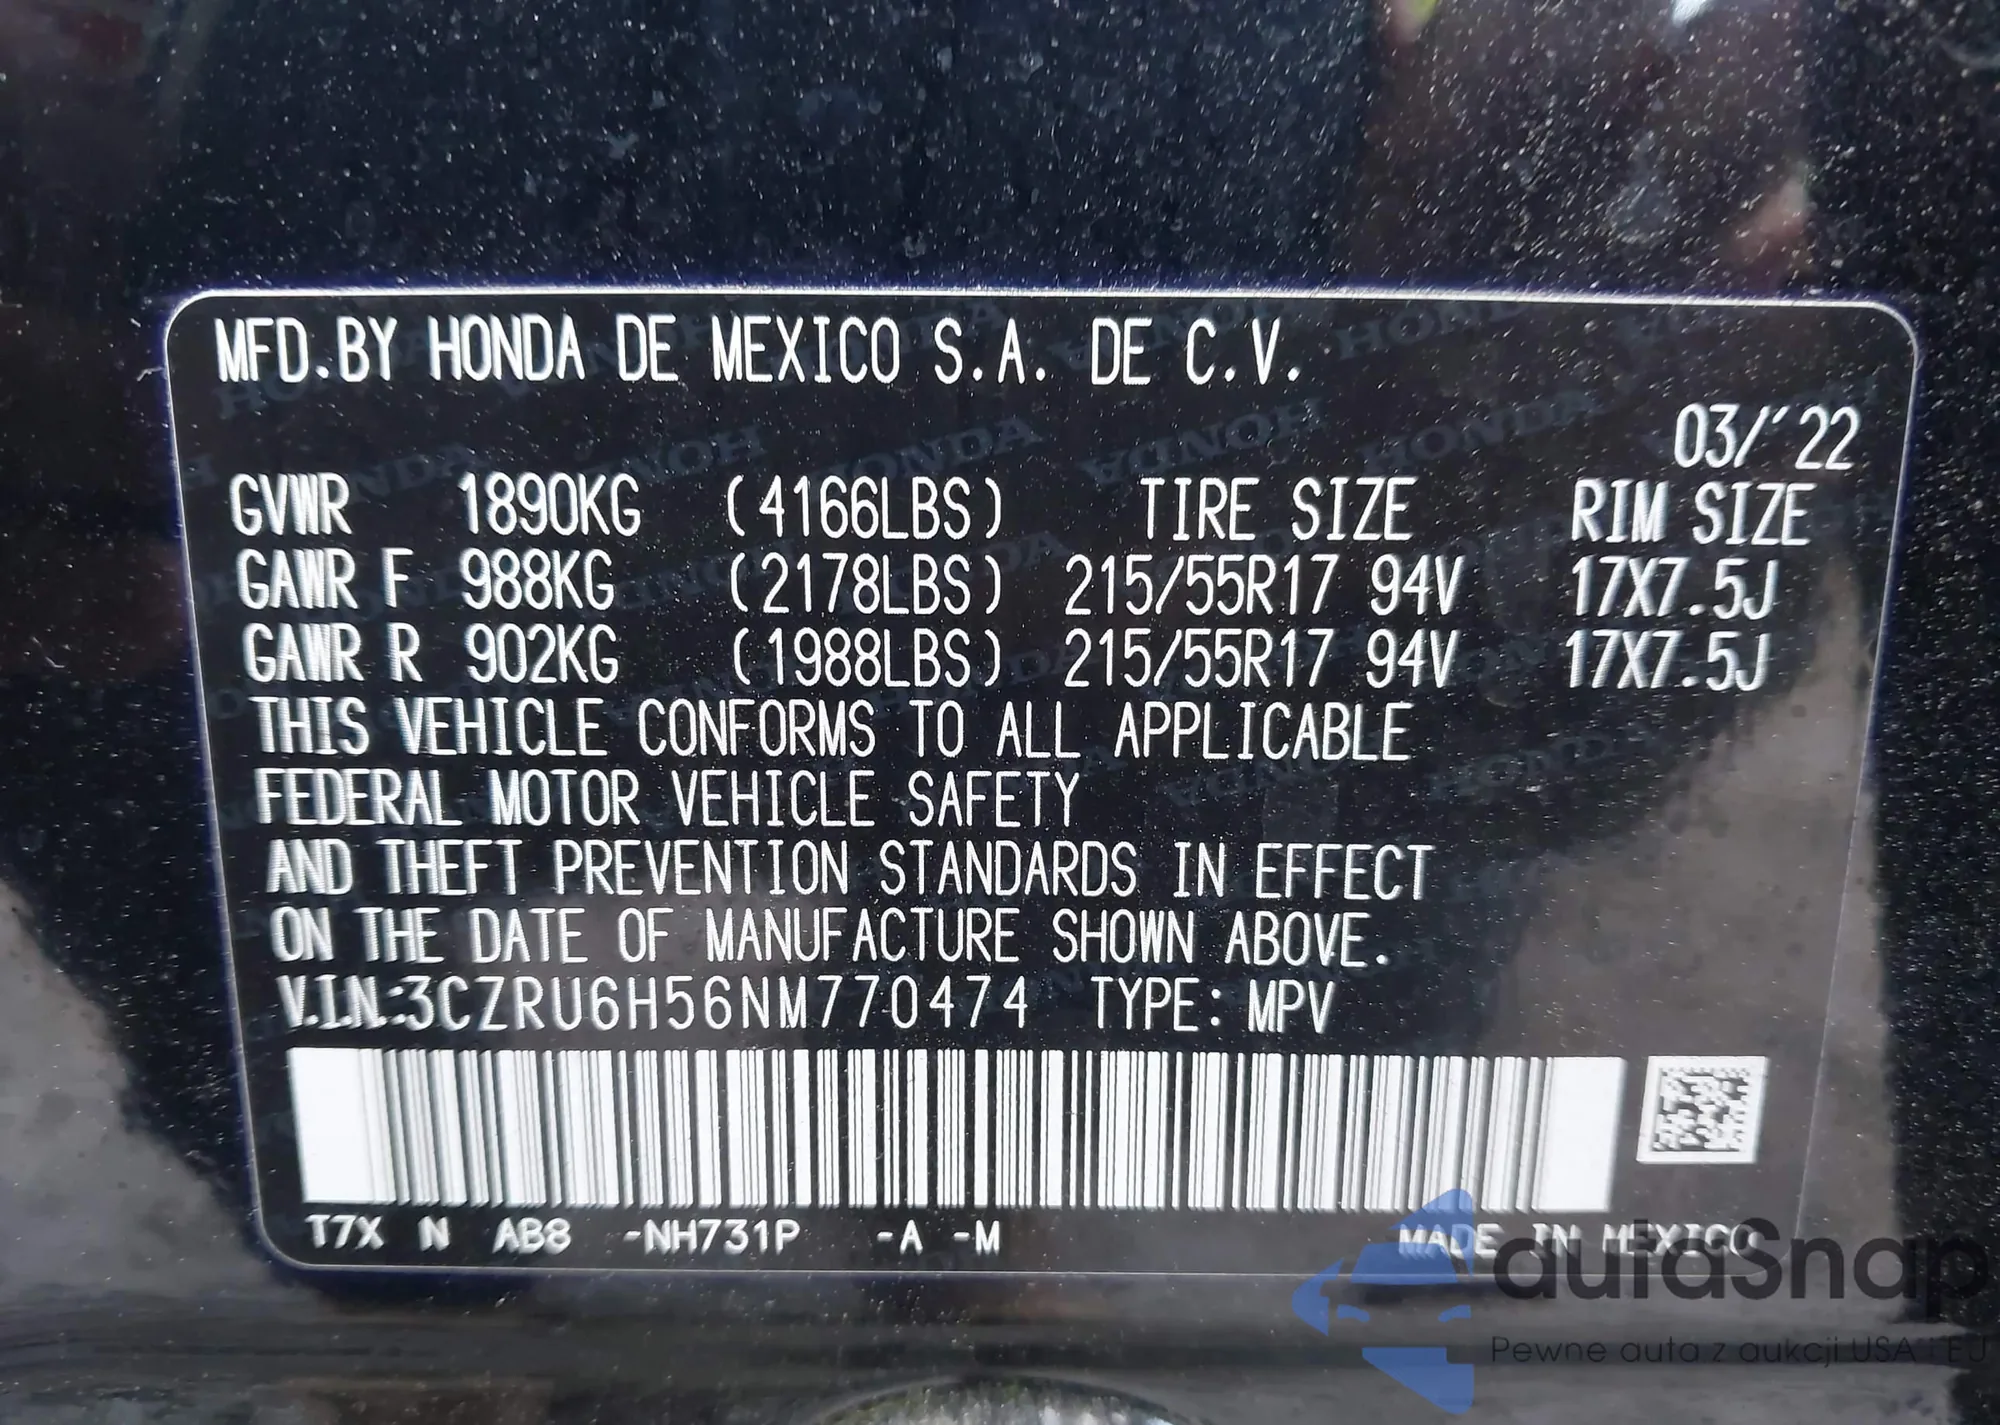 MFD.BY HONDA DE MEXICO S.A. DE C.V.
03/'22
GVWR 1890KG (4166LBS) TIRE SIZE RIM SIZE
GAWR F 988KG (2178LBS) 215/55R17 94V 17X7.5J
GAWR R 902KG (1988LBS) 215/55R17 94V 17X7.5J
THIS VEHICLE CONFORMS TO ALL APPLICABLE
FEDERAL MOTOR VEHICLE SAFETY
AND THEFT PREVENTION STANDARDS IN EFFECT
ON THE DATE OF MANUFACTURE SHOWN ABOVE.
V.I.N.:3CZRU6H56NM770474 TYPE: MPV
T7X N AB8 -NH731P -A -M MADE IN MEXICO
autaSnap
Pewne auta z aukcji USA i EU